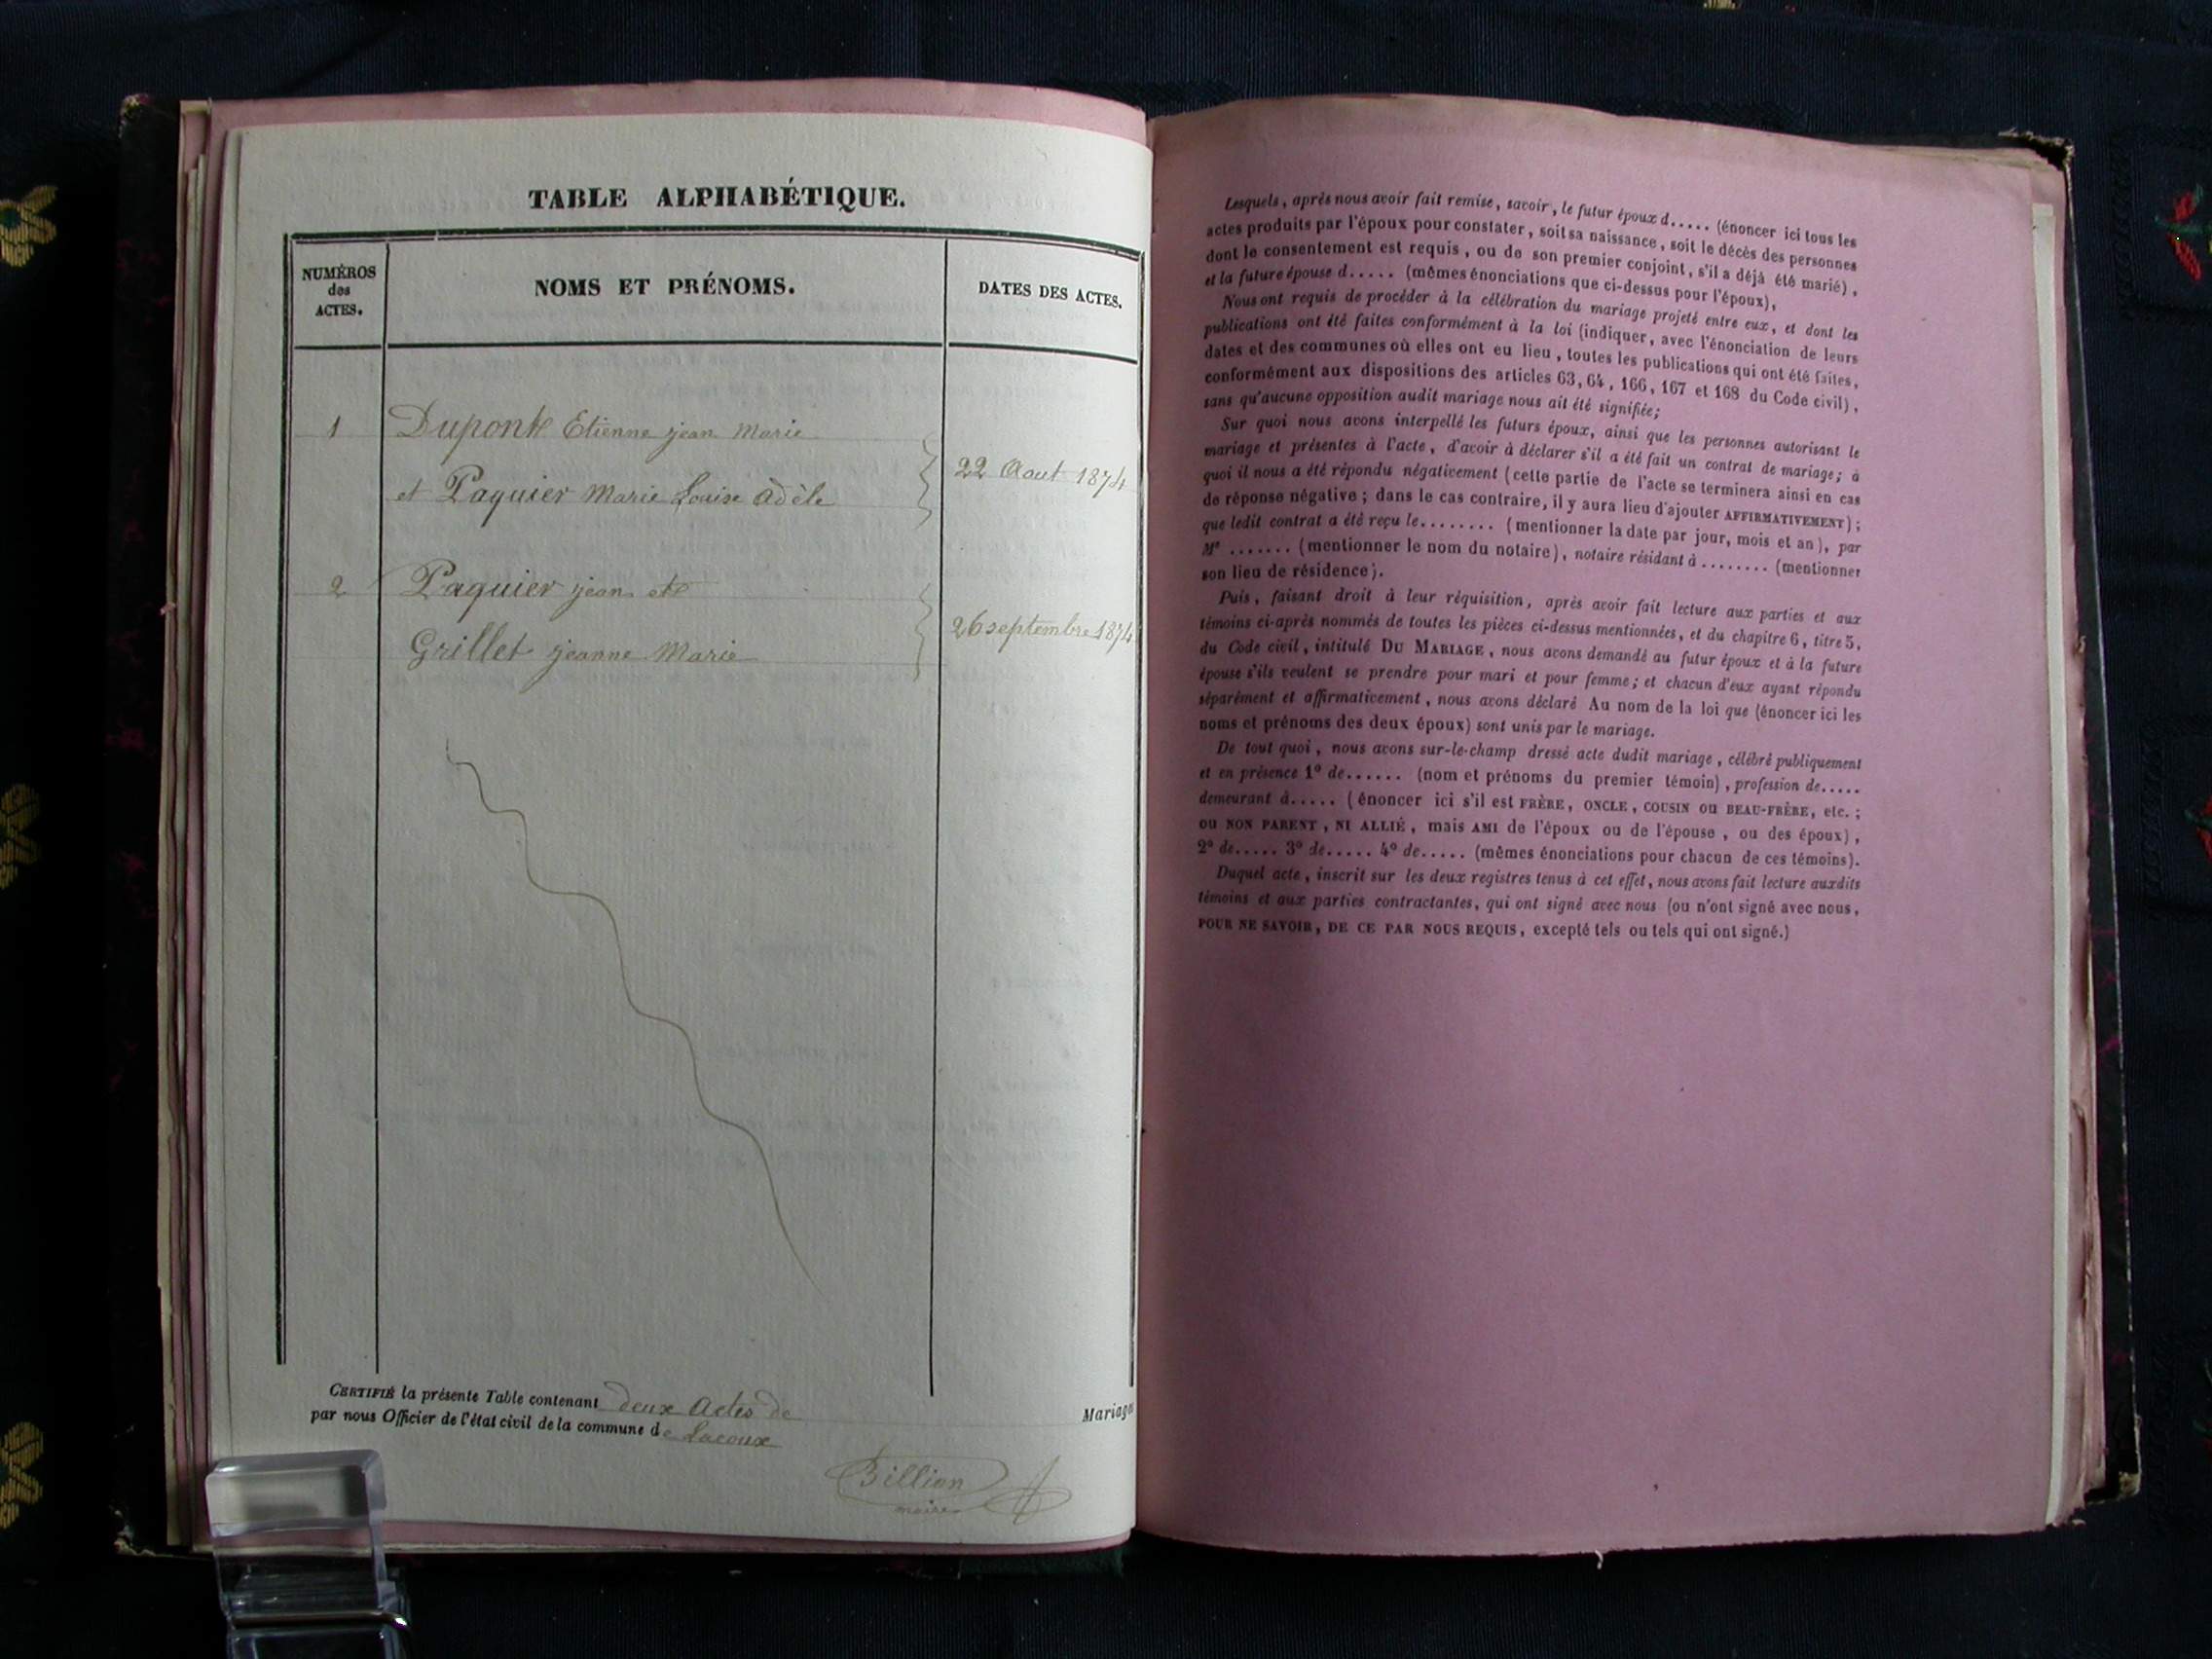 TABLE ALPHABÉTIQUE.
NUMÉROS
des
ACTES.
NOMS ET PRÉNOMS.
DATES DES ACTES.
1
Dupont Etienne jean Marie
et Paquier Marie Louise Adèle
22 Aout 1874
2
Paquier jean et
Grillet jeanne Marie
26 septembre 1874
CERTIFIÉ la présente Table contenant deux Actes de
Mariage
par nous Officier de l'état civil de la commune de Lacoux
Billion
maire
Lesquels, après nous avoir fait remise, savoir, le futur époux d..... (énoncer ici tous les
actes produits par l'époux pour constater, soit sa naissance, soit le décès des personnes
dont le consentement est requis, ou de son premier conjoint, s'il a déjà été marié),
et la future épouse d..... (mêmes énonciations que ci-dessus pour l'époux),
Nous ont requis de procéder à la célébration du mariage projeté entre eux, et dont les
publications ont été faites conformément à la loi (indiquer, avec l'énonciation de leurs
dates et des communes où elles ont eu lieu, toutes les publications qui ont été faites,
conformément aux dispositions des articles 63, 64, 166, 167 et 168 du Code civil),
sans qu'aucune opposition audit mariage nous ait été signifiée;
Sur quoi nous avons interpellé les futurs époux, ainsi que les personnes autorisant le
mariage et présentes à l'acte, d'avoir à déclarer s'il a été fait un contrat de mariage; à
quoi il nous a été répondu négativement (cette partie de l'acte se terminera ainsi en cas
de réponse négative; dans le cas contraire, il y aura lieu d'ajouter AFFIRMATIVEMENT);
que ledit contrat a été reçu le........ (mentionner la date par jour, mois et an), par
Me ....... (mentionner le nom du notaire), notaire résidant à ........ (mentionner
son lieu de résidence).
Puis, faisant droit à leur réquisition, après avoir fait lecture aux parties et aux
témoins ci-après nommés de toutes les pièces ci-dessus mentionnées, et du chapitre 6, titre 5,
du Code civil, intitulé DU MARIAGE, nous avons demandé au futur époux et à la future
épouse s'ils veulent se prendre pour mari et pour femme; et chacun d'eux ayant répondu
séparément et affirmativement, nous avons déclaré Au nom de la loi que (énoncer ici les
noms et prénoms des deux époux) sont unis par le mariage.
De tout quoi, nous avons sur-le-champ dressé acte dudit mariage, célébré publiquement
et en présence 1º de...... (nom et prénoms du premier témoin), profession de.....
demeurant à..... (énoncer ici s'il est FRÈRE, ONCLE, COUSIN ou BEAU-FRÈRE, etc.;
ou NON PARENT, NI ALLIÉ, mais AMI de l'époux ou de l'épouse, ou des époux),
2º de..... 3º de..... 4º de..... (mêmes énonciations pour chacun de ces témoins).
Duquel acte, inscrit sur les deux registres tenus à cet effet, nous avons fait lecture auxdits
témoins et aux parties contractantes, qui ont signé avec nous (ou n'ont signé avec nous,
POUR NE SAVOIR, DE CE PAR NOUS REQUIS, excepté tels ou tels qui ont signé.)